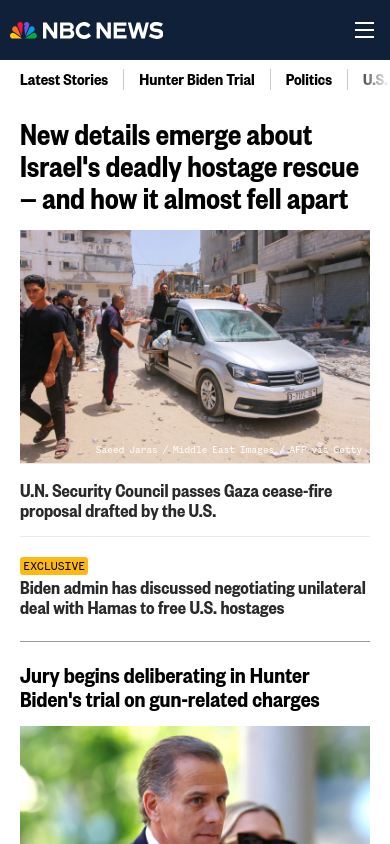 NBC NEWS
Latest Stories
Hunter Biden Trial
Politics
U.S.
New details emerge about
Israel's deadly hostage rescue
— and how it almost fell apart
Saeed Jaras / Middle East Images / AFP via Getty
U.N. Security Council passes Gaza cease-fire
proposal drafted by the U.S.
EXCLUSIVE
Biden admin has discussed negotiating unilateral
deal with Hamas to free U.S. hostages
Jury begins deliberating in Hunter
Biden's trial on gun-related charges